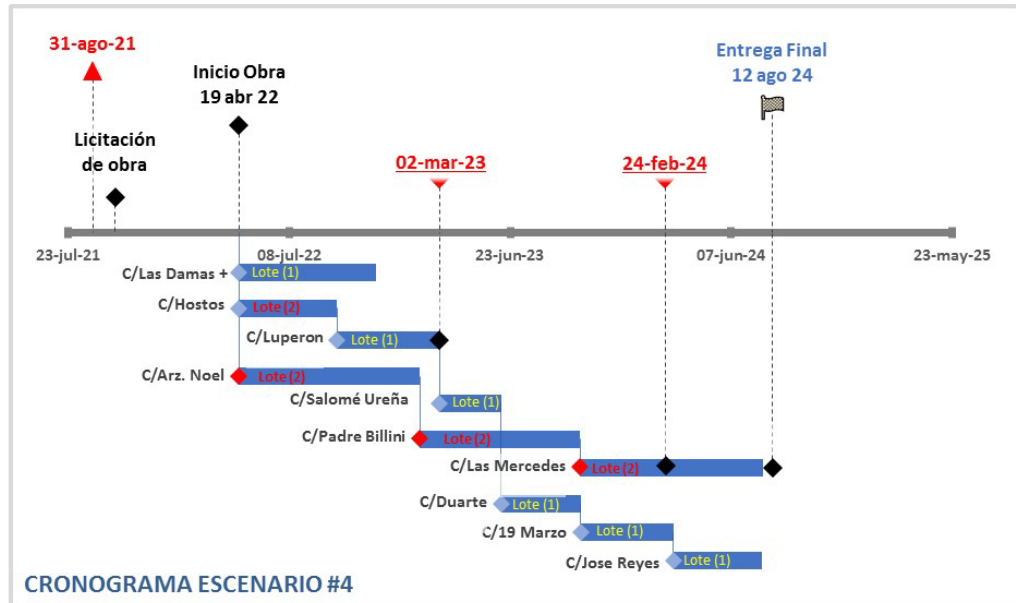 31-ago-21
Inicio Obra
19 abr 22
Entrega Final
12 ago 24
Licitación
de obra
02-mar-23
24-feb-24
23-jul-21
08-jul-22
23-jun-23
07-jun-24
23-may-25
C/Las Damas +
Lote (1)
C/Hostos
Lote (2)
C/Luperon
Lote (1)
C/Arz. Noel
Lote (2)
C/Salomé Ureña
Lote (1)
C/Padre Billini
Lote (2)
C/Las Mercedes
Lote (2)
C/Duarte
Lote (1)
C/19 Marzo
Lote (1)
C/Jose Reyes
Lote (1)
CRONOGRAMA ESCENARIO #4